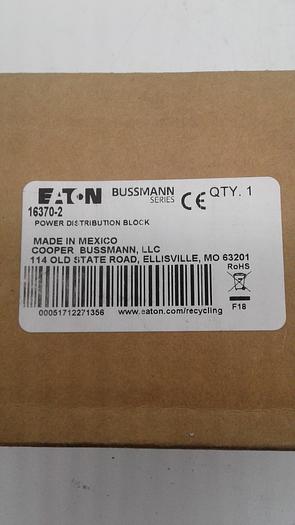 EATON BUSSMANN SERIES CE QTY. 1
16370-2
POWER DISTRIBUTION BLOCK
MADE IN MEXICO
COOPER BUSSMANN, LLC
114 OLD STATE ROAD, ELLISVILLE, MO 63201
RoHS
00051712271356 www.eaton.com/recycling F18